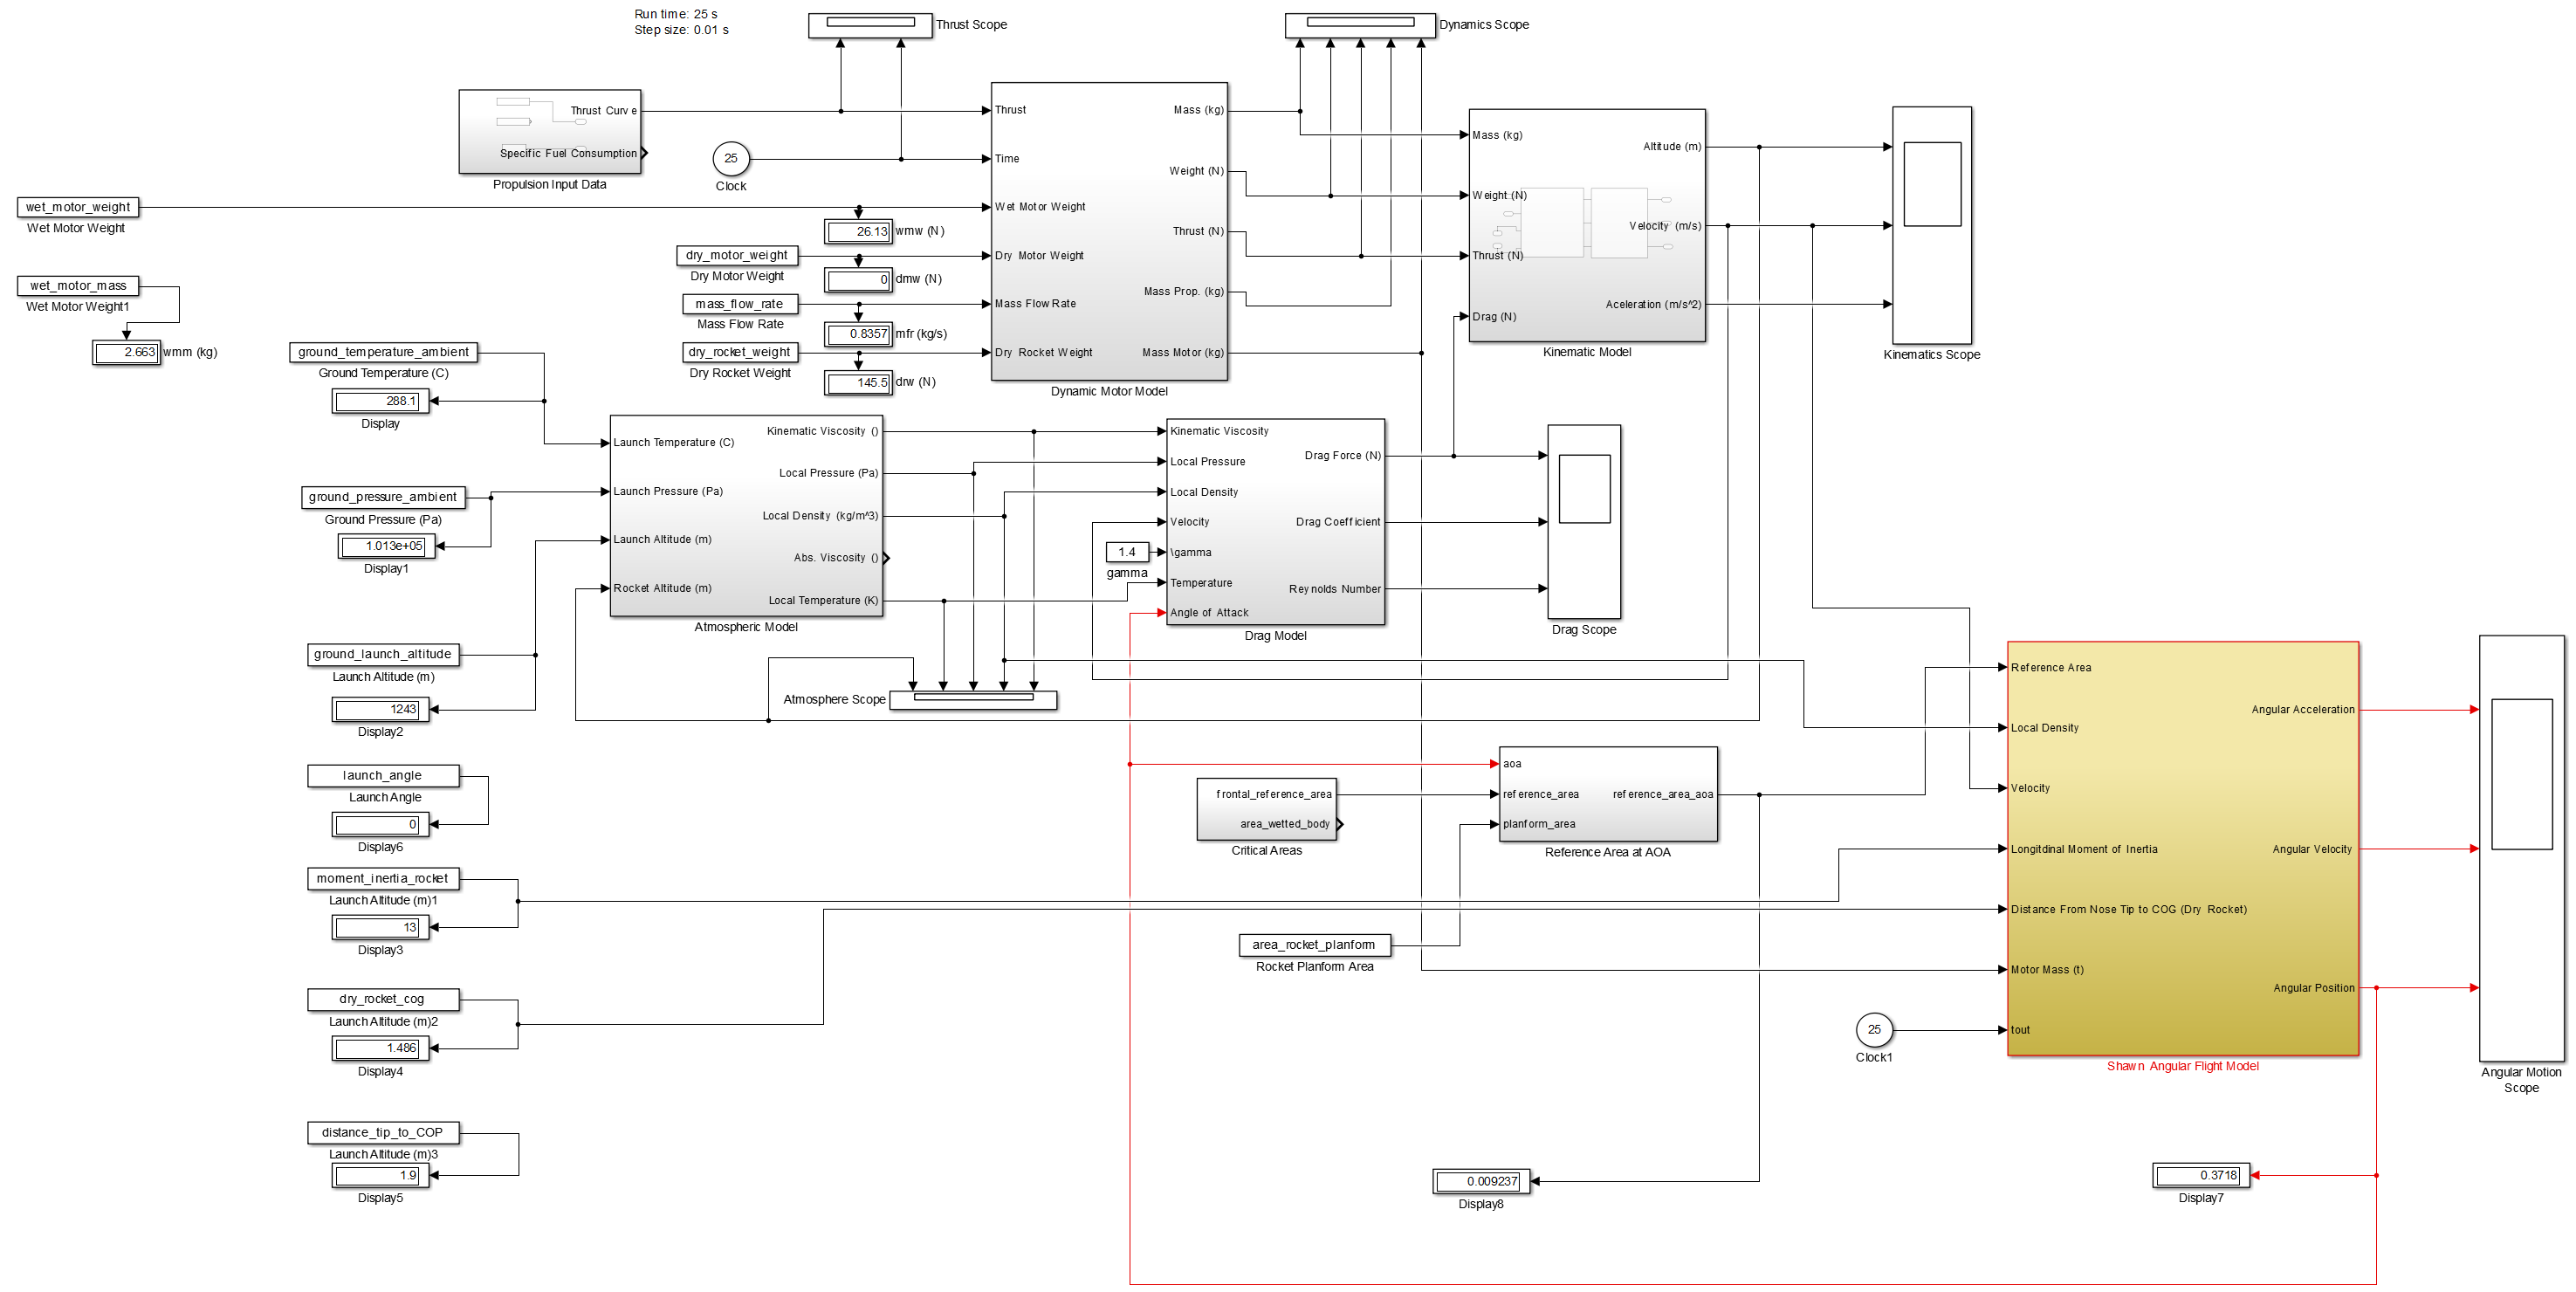 Run time: 25 s
Step size: 0.01 s
Thrust Scope
Dynamics Scope
Thrust Curve
Specific Fuel Consumption
Propulsion Input Data
25
Clock
wet_motor_weight
Wet Motor Weight
wet_motor_mass
Wet Motor Weight1
2.663
wmm (kg)
26.13
wmw (N)
dry_motor_weight
Dry Motor Weight
0
dmw (N)
mass_flow_rate
Mass Flow Rate
0.8357
mfr (kg/s)
dry_rocket_weight
Dry Rocket Weight
145.5
drw (N)
Thrust
Time
Wet Motor Weight
Dry Motor Weight
Mass Flow Rate
Dry Rocket Weight
Mass (kg)
Weight (N)
Thrust (N)
Mass Prop. (kg)
Mass Motor (kg)
Dynamic Motor Model
Mass (kg)
Weight (N)
Thrust (N)
Drag (N)
Altitude (m)
Velocity (m/s)
Aceleration (m/s^2)
Kinematic Model
Kinematics Scope
ground_temperature_ambient
Ground Temperature (C)
288.1
Display
ground_pressure_ambient
Ground Pressure (Pa)
1.013e+05
Display1
ground_launch_altitude
Launch Altitude (m)
1243
Display2
launch_angle
Launch Angle
0
Display6
moment_inertia_rocket
Launch Altitude (m)1
13
Display3
dry_rocket_cog
Launch Altitude (m)2
1.486
Display4
distance_tip_to_COP
Launch Altitude (m)3
1.9
Display5
Launch Temperature (C)
Launch Pressure (Pa)
Launch Altitude (m)
Rocket Altitude (m)
Kinematic Viscosity ()
Local Pressure (Pa)
Local Density (kg/m^3)
Abs. Viscosity ()
Local Temperature (K)
Atmospheric Model
Atmosphere Scope
1.4
gamma
Kinematic Viscosity
Local Pressure
Local Density
Velocity
\gamma
Temperature
Angle of Attack
Drag Force (N)
Drag Coefficient
Reynolds Number
Drag Model
Drag Scope
frontal_reference_area
area_wetted_body
Critical Areas
aoa
reference_area
planform_area
reference_area_aoa
Reference Area at AOA
area_rocket_planform
Rocket Planform Area
0.009237
Display8
25
Clock1
Reference Area
Local Density
Velocity
Longitdinal Moment of Inertia
Distance From Nose Tip to COG (Dry Rocket)
Motor Mass (t)
tout
Angular Acceleration
Angular Velocity
Angular Position
Shawn Angular Flight Model
Angular Motion
Scope
0.3718
Display7